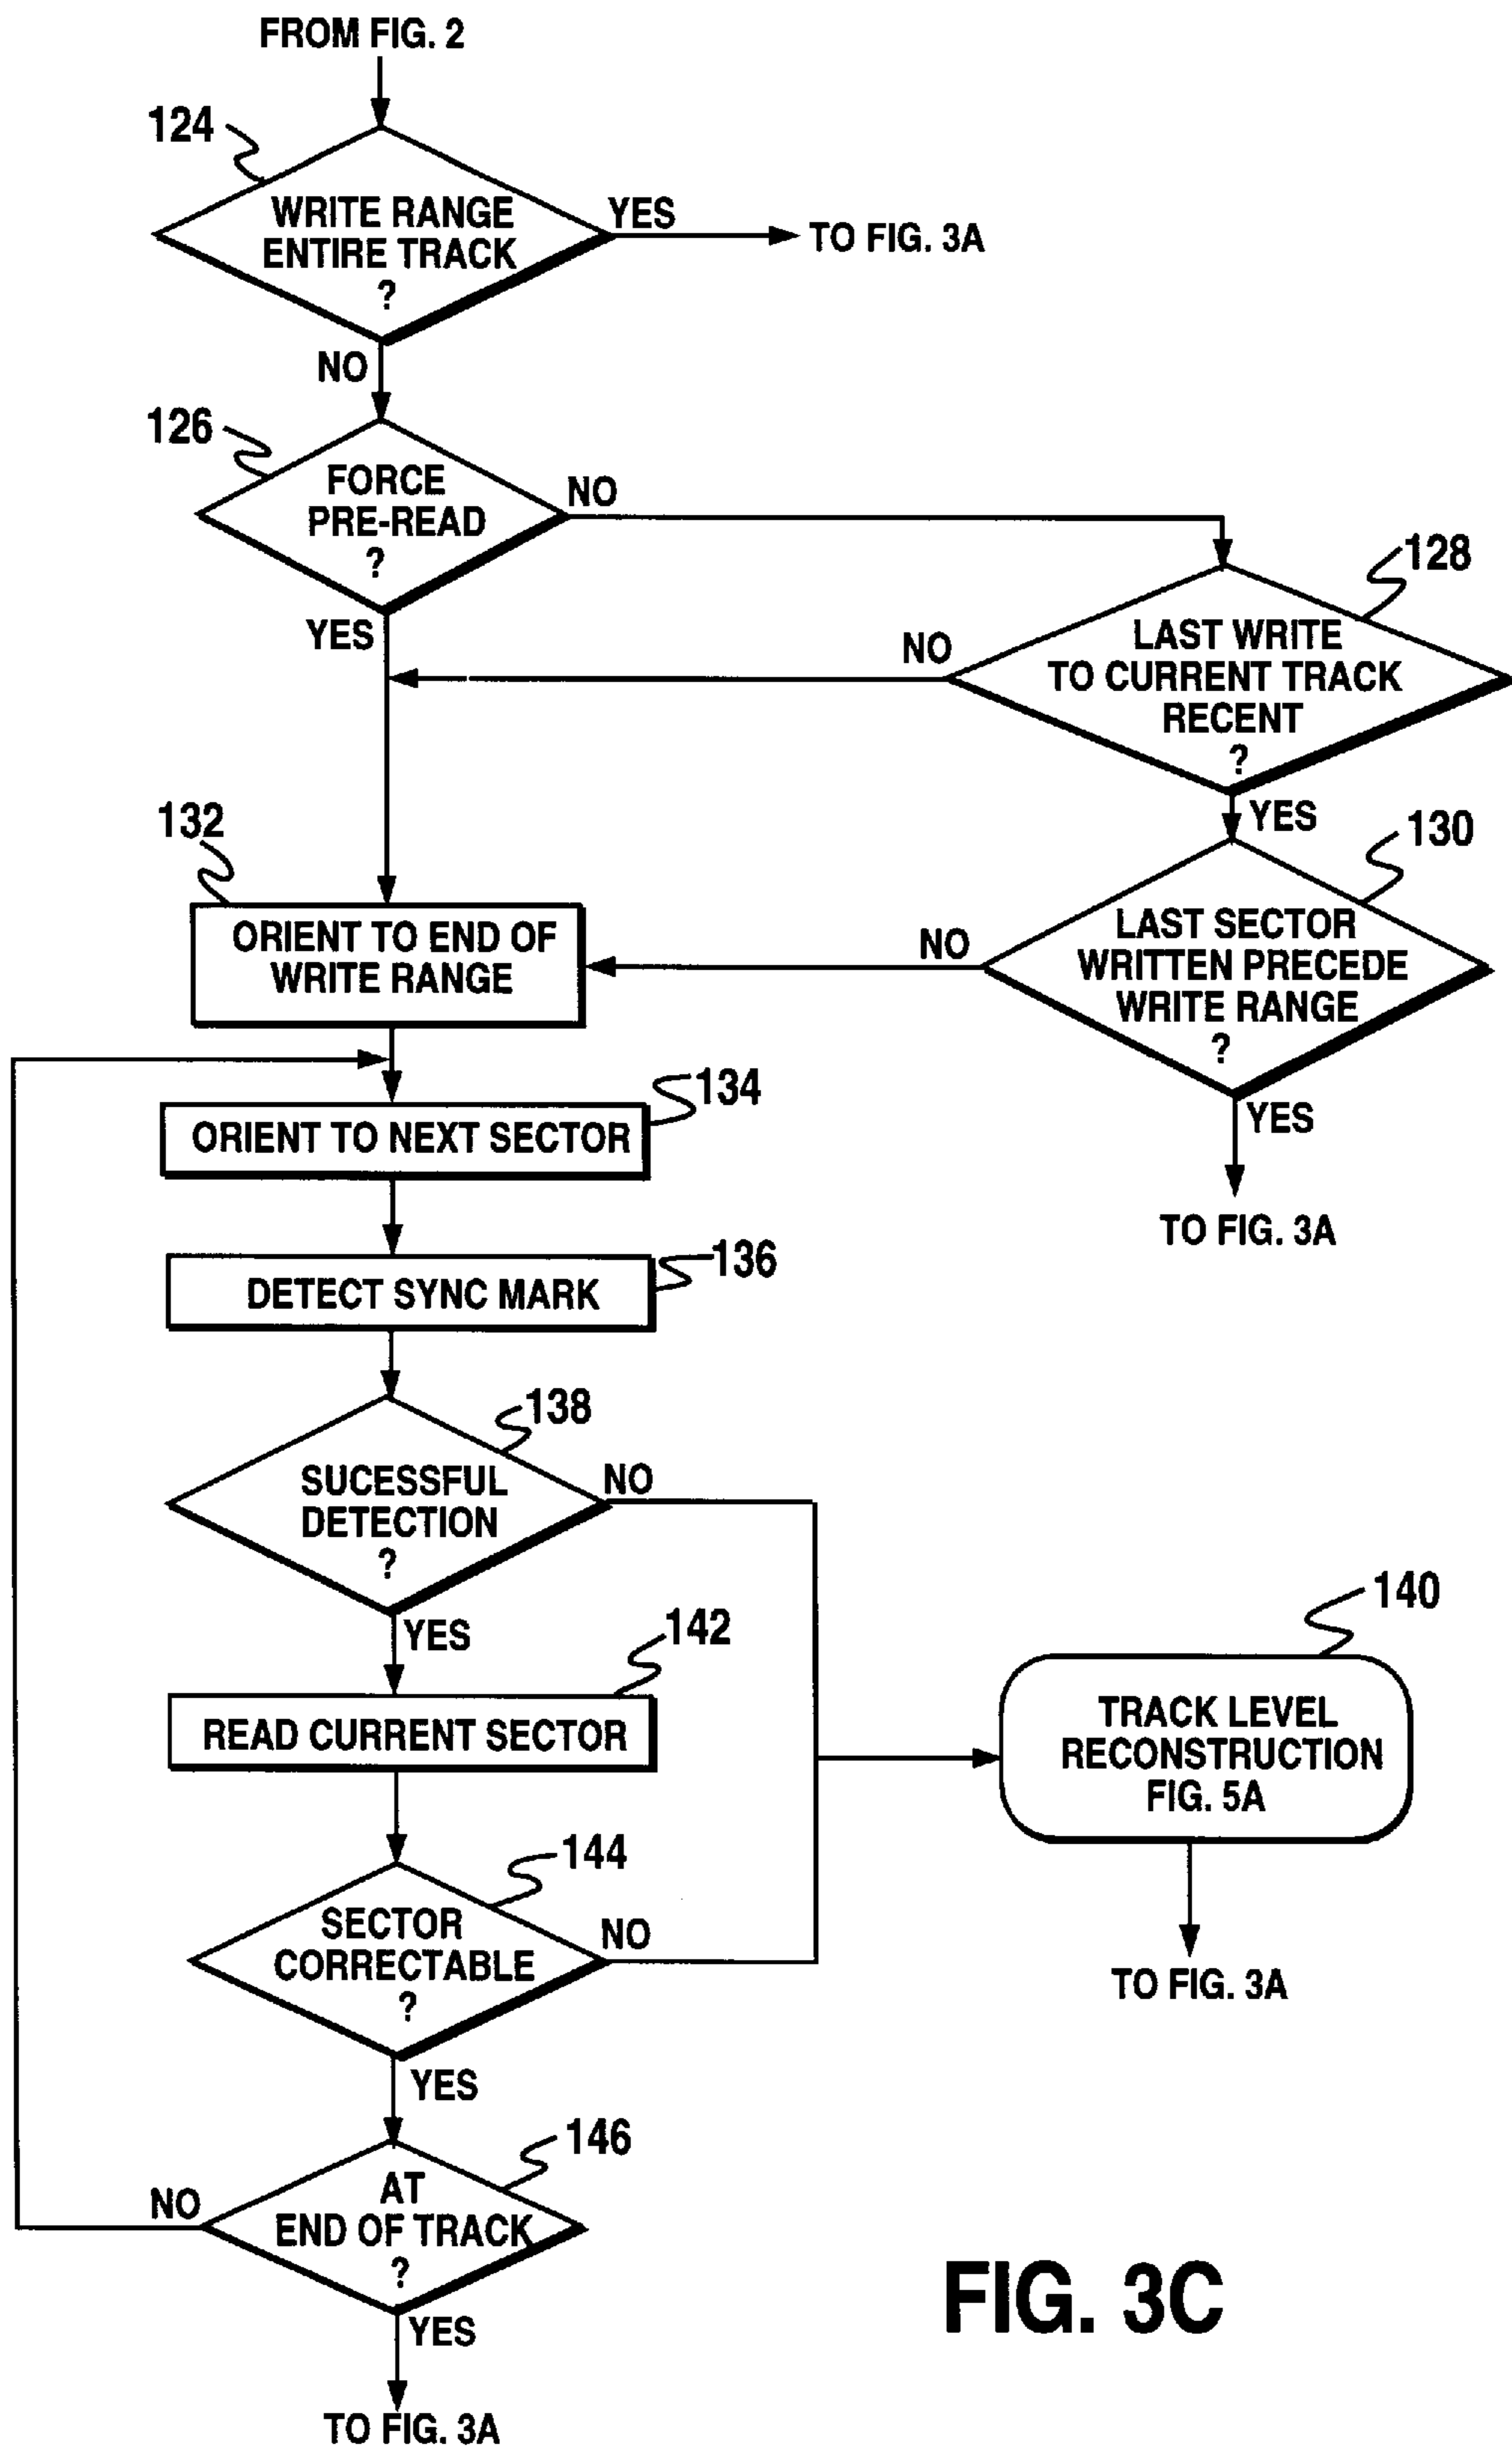 FROM FIG. 2
124
WRITE RANGE
ENTIRE TRACK
?
YES
TO FIG. 3A
NO
126
FORCE
PRE-READ
?
NO
YES
128
LAST WRITE
TO CURRENT TRACK
RECENT
?
NO
YES
130
LAST SECTOR
WRITTEN PRECEDE
WRITE RANGE
?
NO
YES
TO FIG. 3A
132
ORIENT TO END OF
WRITE RANGE
134
ORIENT TO NEXT SECTOR
136
DETECT SYNC MARK
138
SUCESSFUL
DETECTION
?
NO
YES
140
TRACK LEVEL
RECONSTRUCTION
FIG. 5A
TO FIG. 3A
142
READ CURRENT SECTOR
144
SECTOR
CORRECTABLE
?
NO
YES
146
AT
END OF TRACK
?
NO
YES
TO FIG. 3A
FIG. 3C